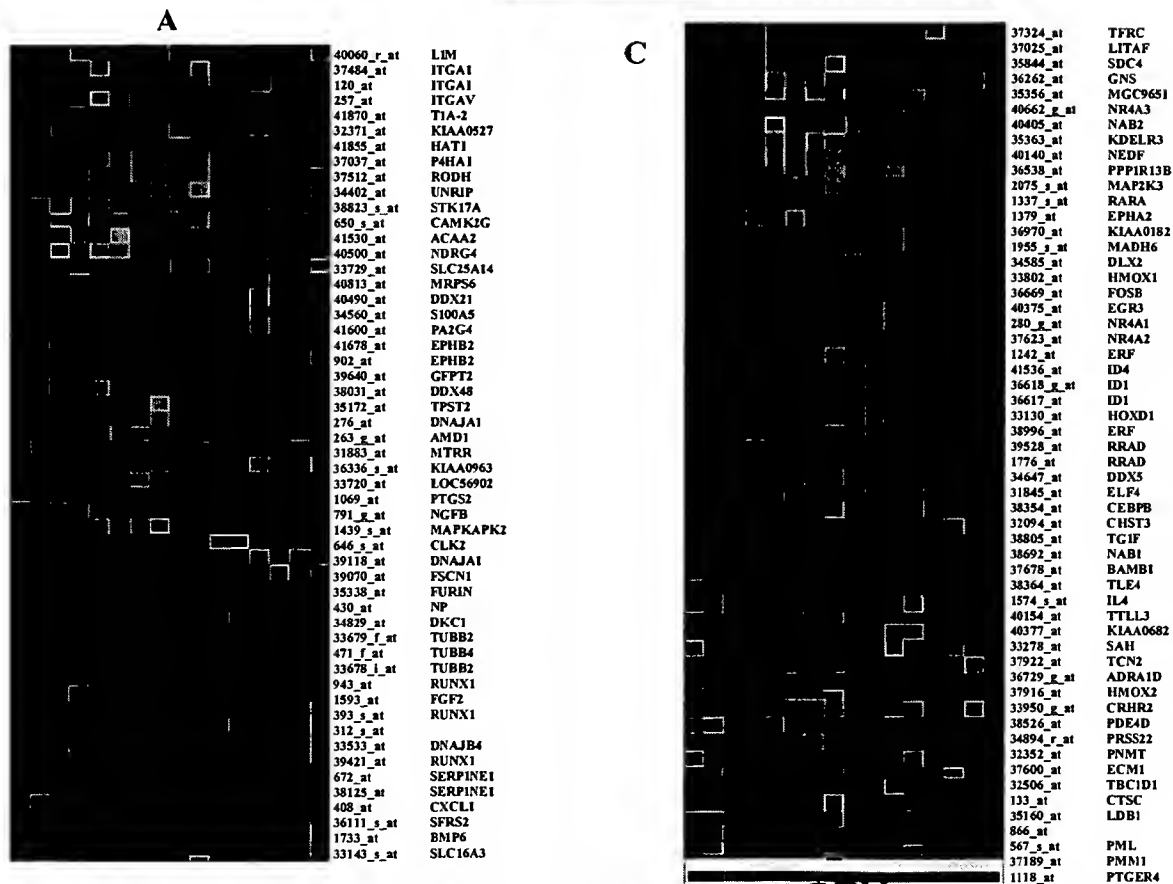 A
40060_r_at LIM
37484_at ITGA1
120_at ITGA1
257_at ITGAV
41870_at T1A-2
32371_at KIAA0527
41855_at HAT1
37037_at P4HA1
37512_at RODH
34402_at UNRIP
38823_s_at STK17A
650_s_at CAMK2G
41530_at ACAA2
40500_at NDRG4
33729_at SLC25A14
40813_at MRPS6
40490_at DDX21
34560_at S100A5
41600_at PA2G4
41678_at EPHB2
902_at EPHB2
39640_at GFPT2
38031_at DDX48
35172_at TPST2
276_at DNAJA1
263_g_at AMD1
31883_at MTRR
36336_s_at KIAA0963
33720_at LOC56902
1069_at PTGS2
791_g_at NGFB
1439_s_at MAPKAPK2
646_s_at CLK2
39118_at DNAJA1
39070_at FSCN1
35338_at FURIN
430_at NP
34829_at DKC1
33679_f_at TUBB2
471_f_at TUBB4
33678_i_at TUBB2
943_at RUNX1
1593_at FGF2
393_s_at RUNX1
312_s_at
33533_at DNAJB4
39421_at RUNX1
672_at SERPINE1
38125_at SERPINE1
408_at CXCL1
36111_s_at SFRS2
1733_at BMP6
33143_s_at SLC16A3
C
37324_at TFRC
37025_at LITAF
35844_at SDC4
36262_at GNS
35356_at MGC9651
40662_g_at NR4A3
40405_at NAB2
35363_at KDELR3
40140_at NEDF
36538_at PPP1R13B
2075_s_at MAP2K3
1337_s_at RARA
1379_at EPHA2
36970_at KIAA0182
1955_s_at MADH6
34585_at DLX2
33802_at HMOX1
36669_at FOSB
40375_at EGR3
280_g_at NR4A1
37623_at NR4A2
1242_at ERF
41536_at ID4
36618_g_at ID1
36617_at ID1
33130_at HOXD1
38996_at ERF
39528_at RRAD
1776_at RRAD
34647_at DDX5
31845_at ELF4
38354_at CEBPB
32094_at CHST3
38805_at TGIF
38692_at NAB1
37678_at BAMBI
38364_at TLE4
1574_s_at IL4
40154_at TTLL3
40377_at KIAA0682
33278_at SAH
37922_at TCN2
36729_g_at ADRA1D
37916_at HMOX2
33950_g_at CRHR2
38526_at PDE4D
34894_r_at PRSS22
32352_at PNMT
37600_at ECM1
32506_at TBC1D1
133_at CTSC
35160_at LDB1
866_at
567_s_at PML
37189_at PMM1
1118_at PTGER4